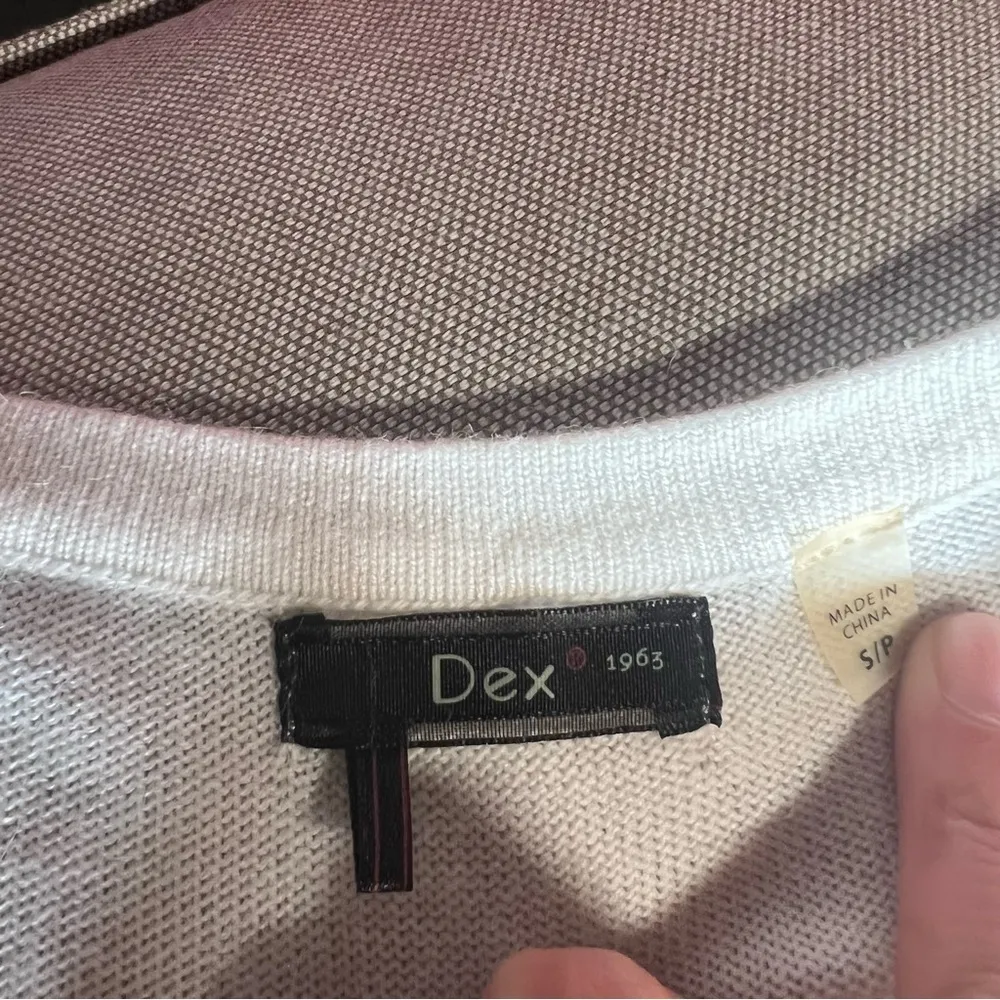 Dex® 1963
MADE IN
CHINA
S/P